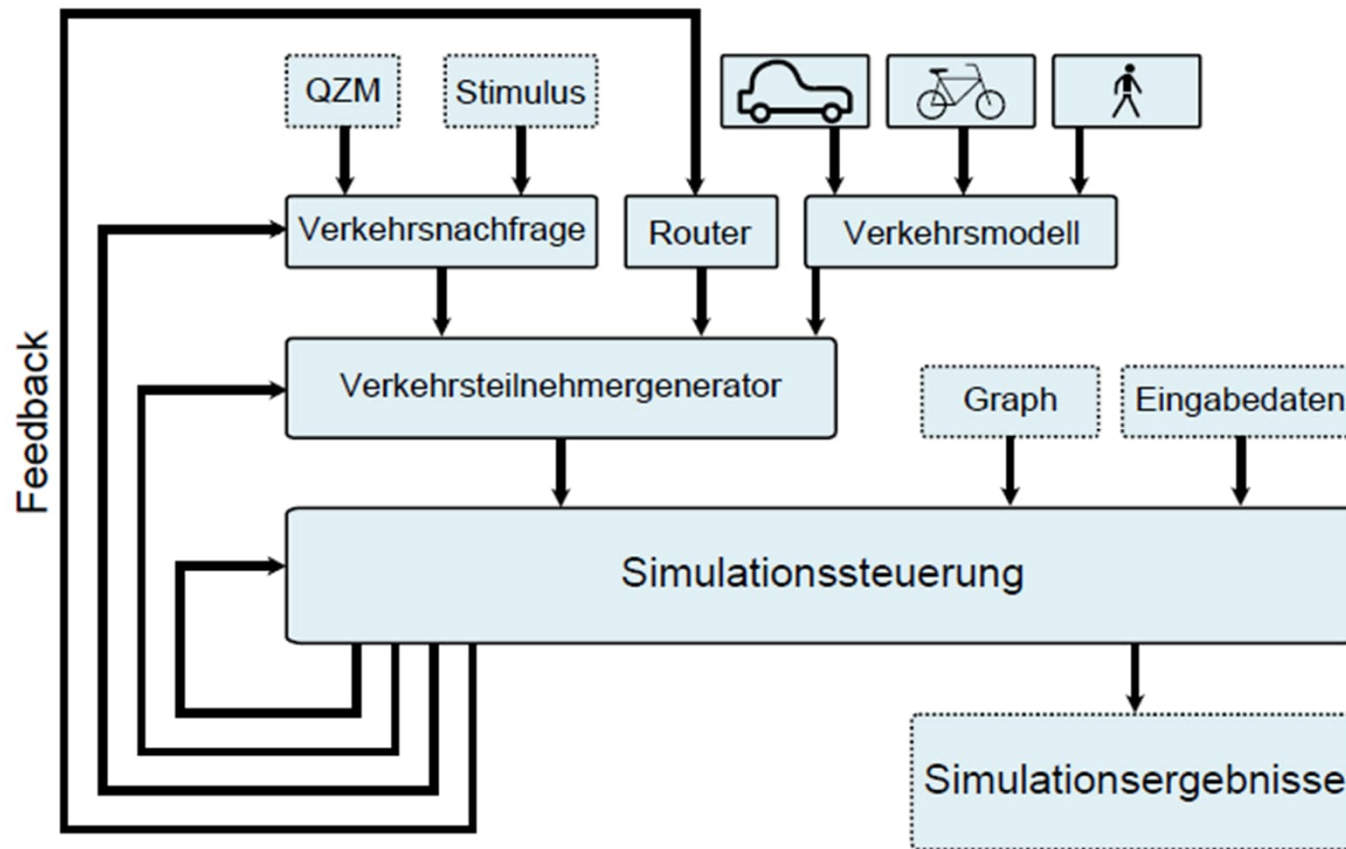 QZM
Stimulus
Verkehrsnachfrage
Router
Verkehrsmodell
Feedback
Verkehrsteilnehmergenerator
Graph
Eingabedaten
Simulationssteuerung
Simulationsergebnisse